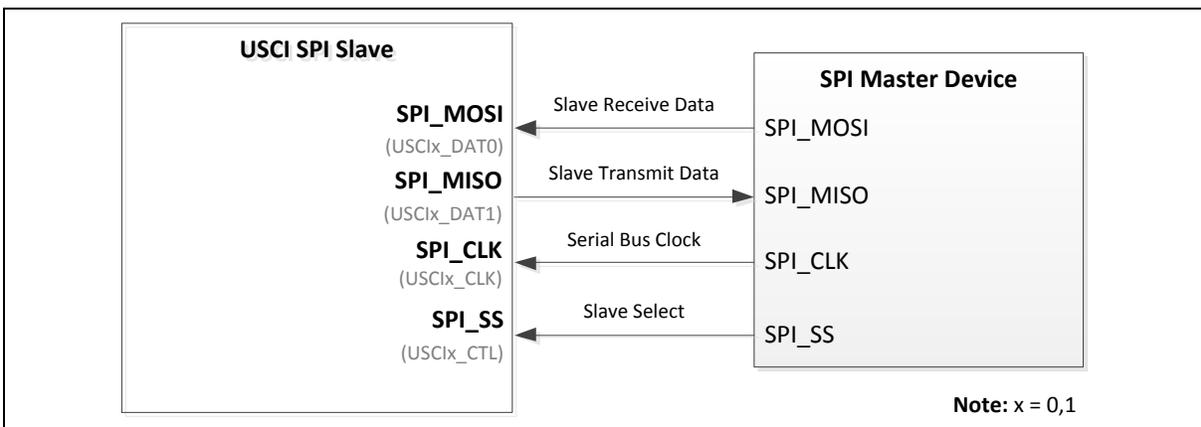 USCI SPI Slave
SPI_MOSI
(USCIx_DAT0)
SPI_MISO
(USCIx_DAT1)
SPI_CLK
(USCIx_CLK)
SPI_SS
(USCIx_CTL)
Slave Receive Data
Slave Transmit Data
Serial Bus Clock
Slave Select
SPI Master Device
SPI_MOSI
SPI_MISO
SPI_CLK
SPI_SS
Note: x = 0,1